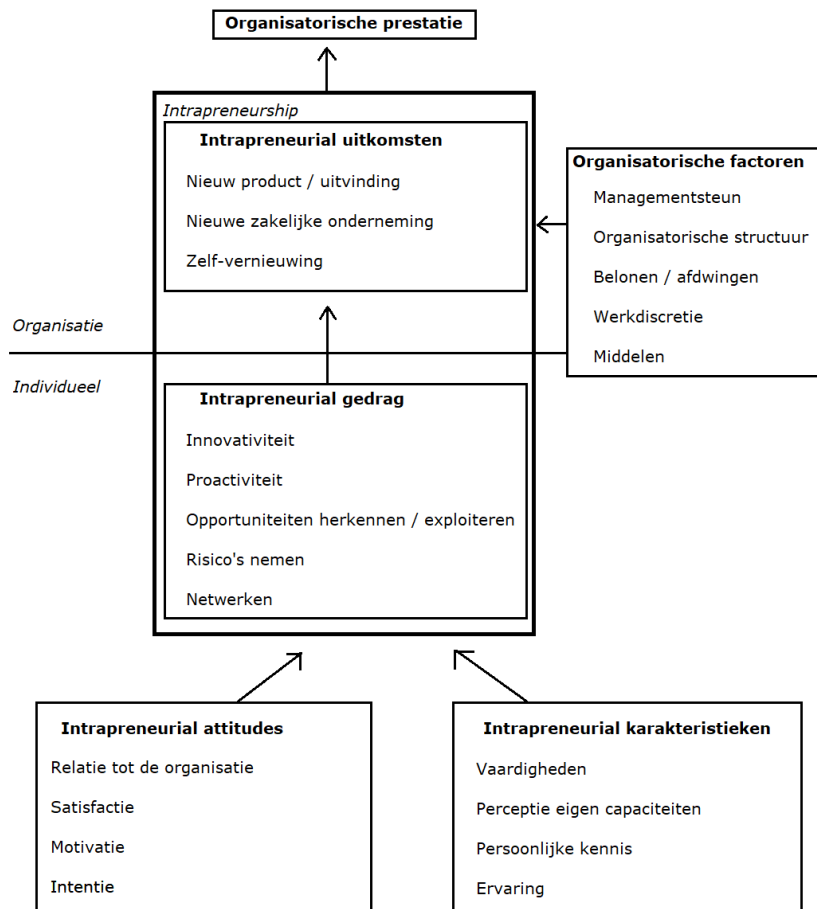 Organisatorische prestatie
Intrapreneurship
Intrapreneurial uitkomsten
Nieuw product / uitvinding
Nieuwe zakelijke onderneming
Zelf-vernieuwing
Organisatorische factoren
Managementsteun
Organisatorische structuur
Belonen / afdwingen
Werkdiscretie
Middelen
Organisatie
Individueel
Intrapreneurial gedrag
Innovativiteit
Proactiviteit
Opportuniteiten herkennen / exploiteren
Risico's nemen
Netwerken
Intrapreneurial attitudes
Relatie tot de organisatie
Satisfactie
Motivatie
Intentie
Intrapreneurial karakteristieken
Vaardigheden
Perceptie eigen capaciteiten
Persoonlijke kennis
Ervaring